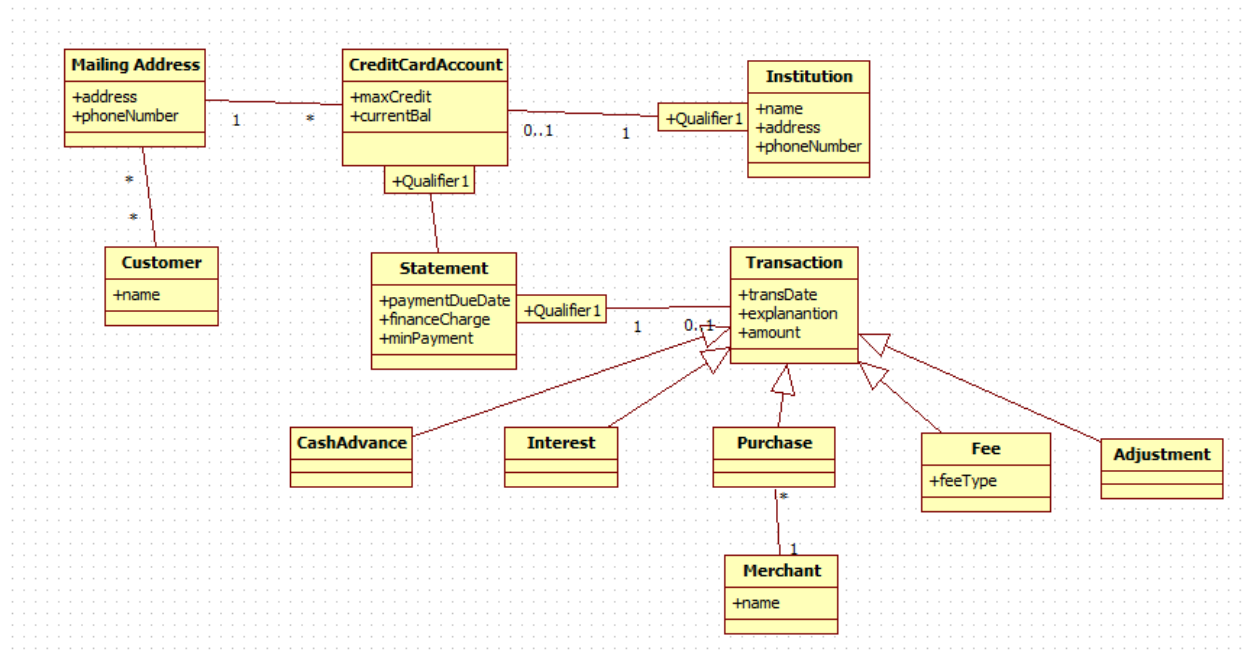 Mailing Address
+address
+phoneNumber
1
*
CreditCardAccount
+maxCredit
+currentBal
+Qualifier1
0..1
1
+Qualifier1
Institution
+name
+address
+phoneNumber
*
*
Customer
+name
Statement
+paymentDueDate
+financeCharge
+minPayment
+Qualifier1
1
0..1
Transaction
+transDate
+explanantion
+amount
CashAdvance
Interest
Purchase
Fee
+feeType
Adjustment
*
1
Merchant
+name